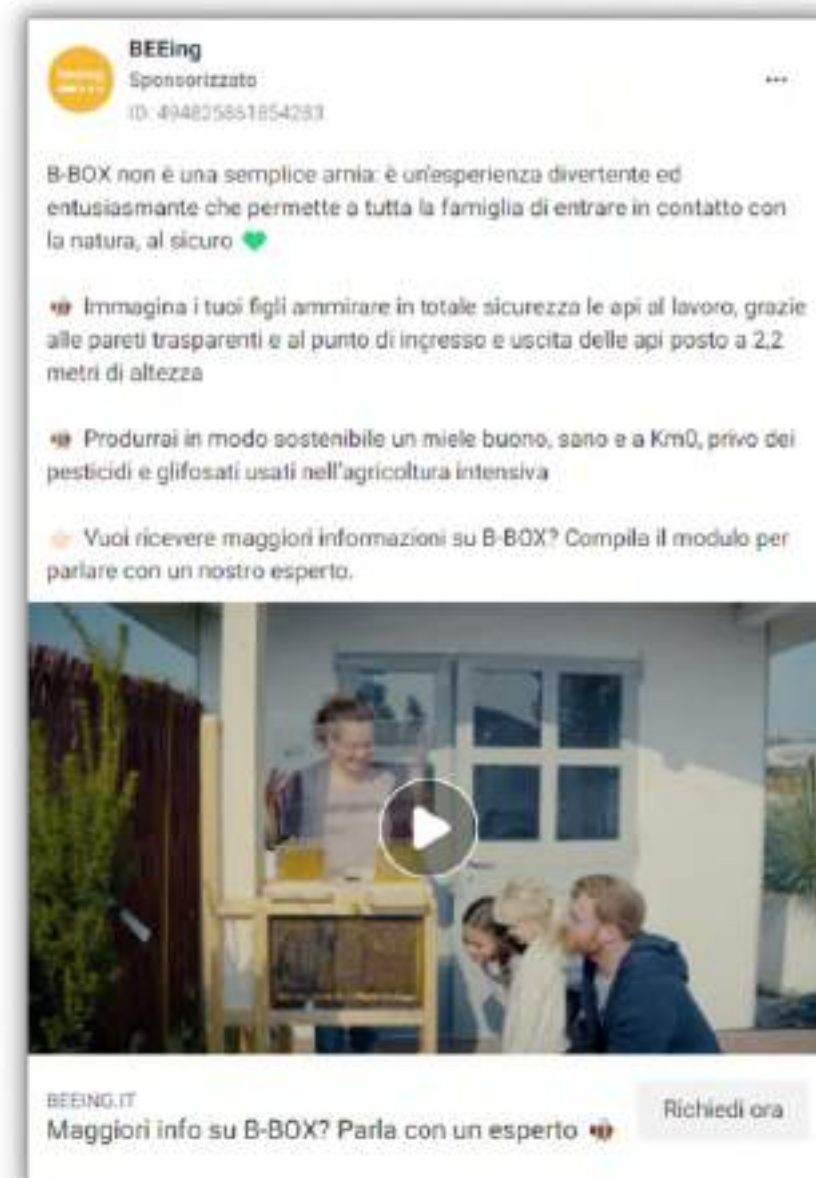 BEEing
Sponsorizzato
ID: 494825861854283
B-BOX non è una semplice arnia: è un'esperienza divertente ed
entusiasmante che permette a tutta la famiglia di entrare in contatto con
la natura, al sicuro 💚
🐝 Immagina i tuoi figli ammirare in totale sicurezza le api al lavoro, grazie
alle pareti trasparenti e al punto di ingresso e uscita delle api posto a 2,2
metri di altezza
🐝 Produrrai in modo sostenibile un miele buono, sano e a Km0, privo dei
pesticidi e glifosati usati nell'agricoltura intensiva
👉🏻 Vuoi ricevere maggiori informazioni su B-BOX? Compila il modulo per
parlare con un nostro esperto.
BEEING.IT
Maggiori info su B-BOX? Parla con un esperto 🐝
Richiedi ora